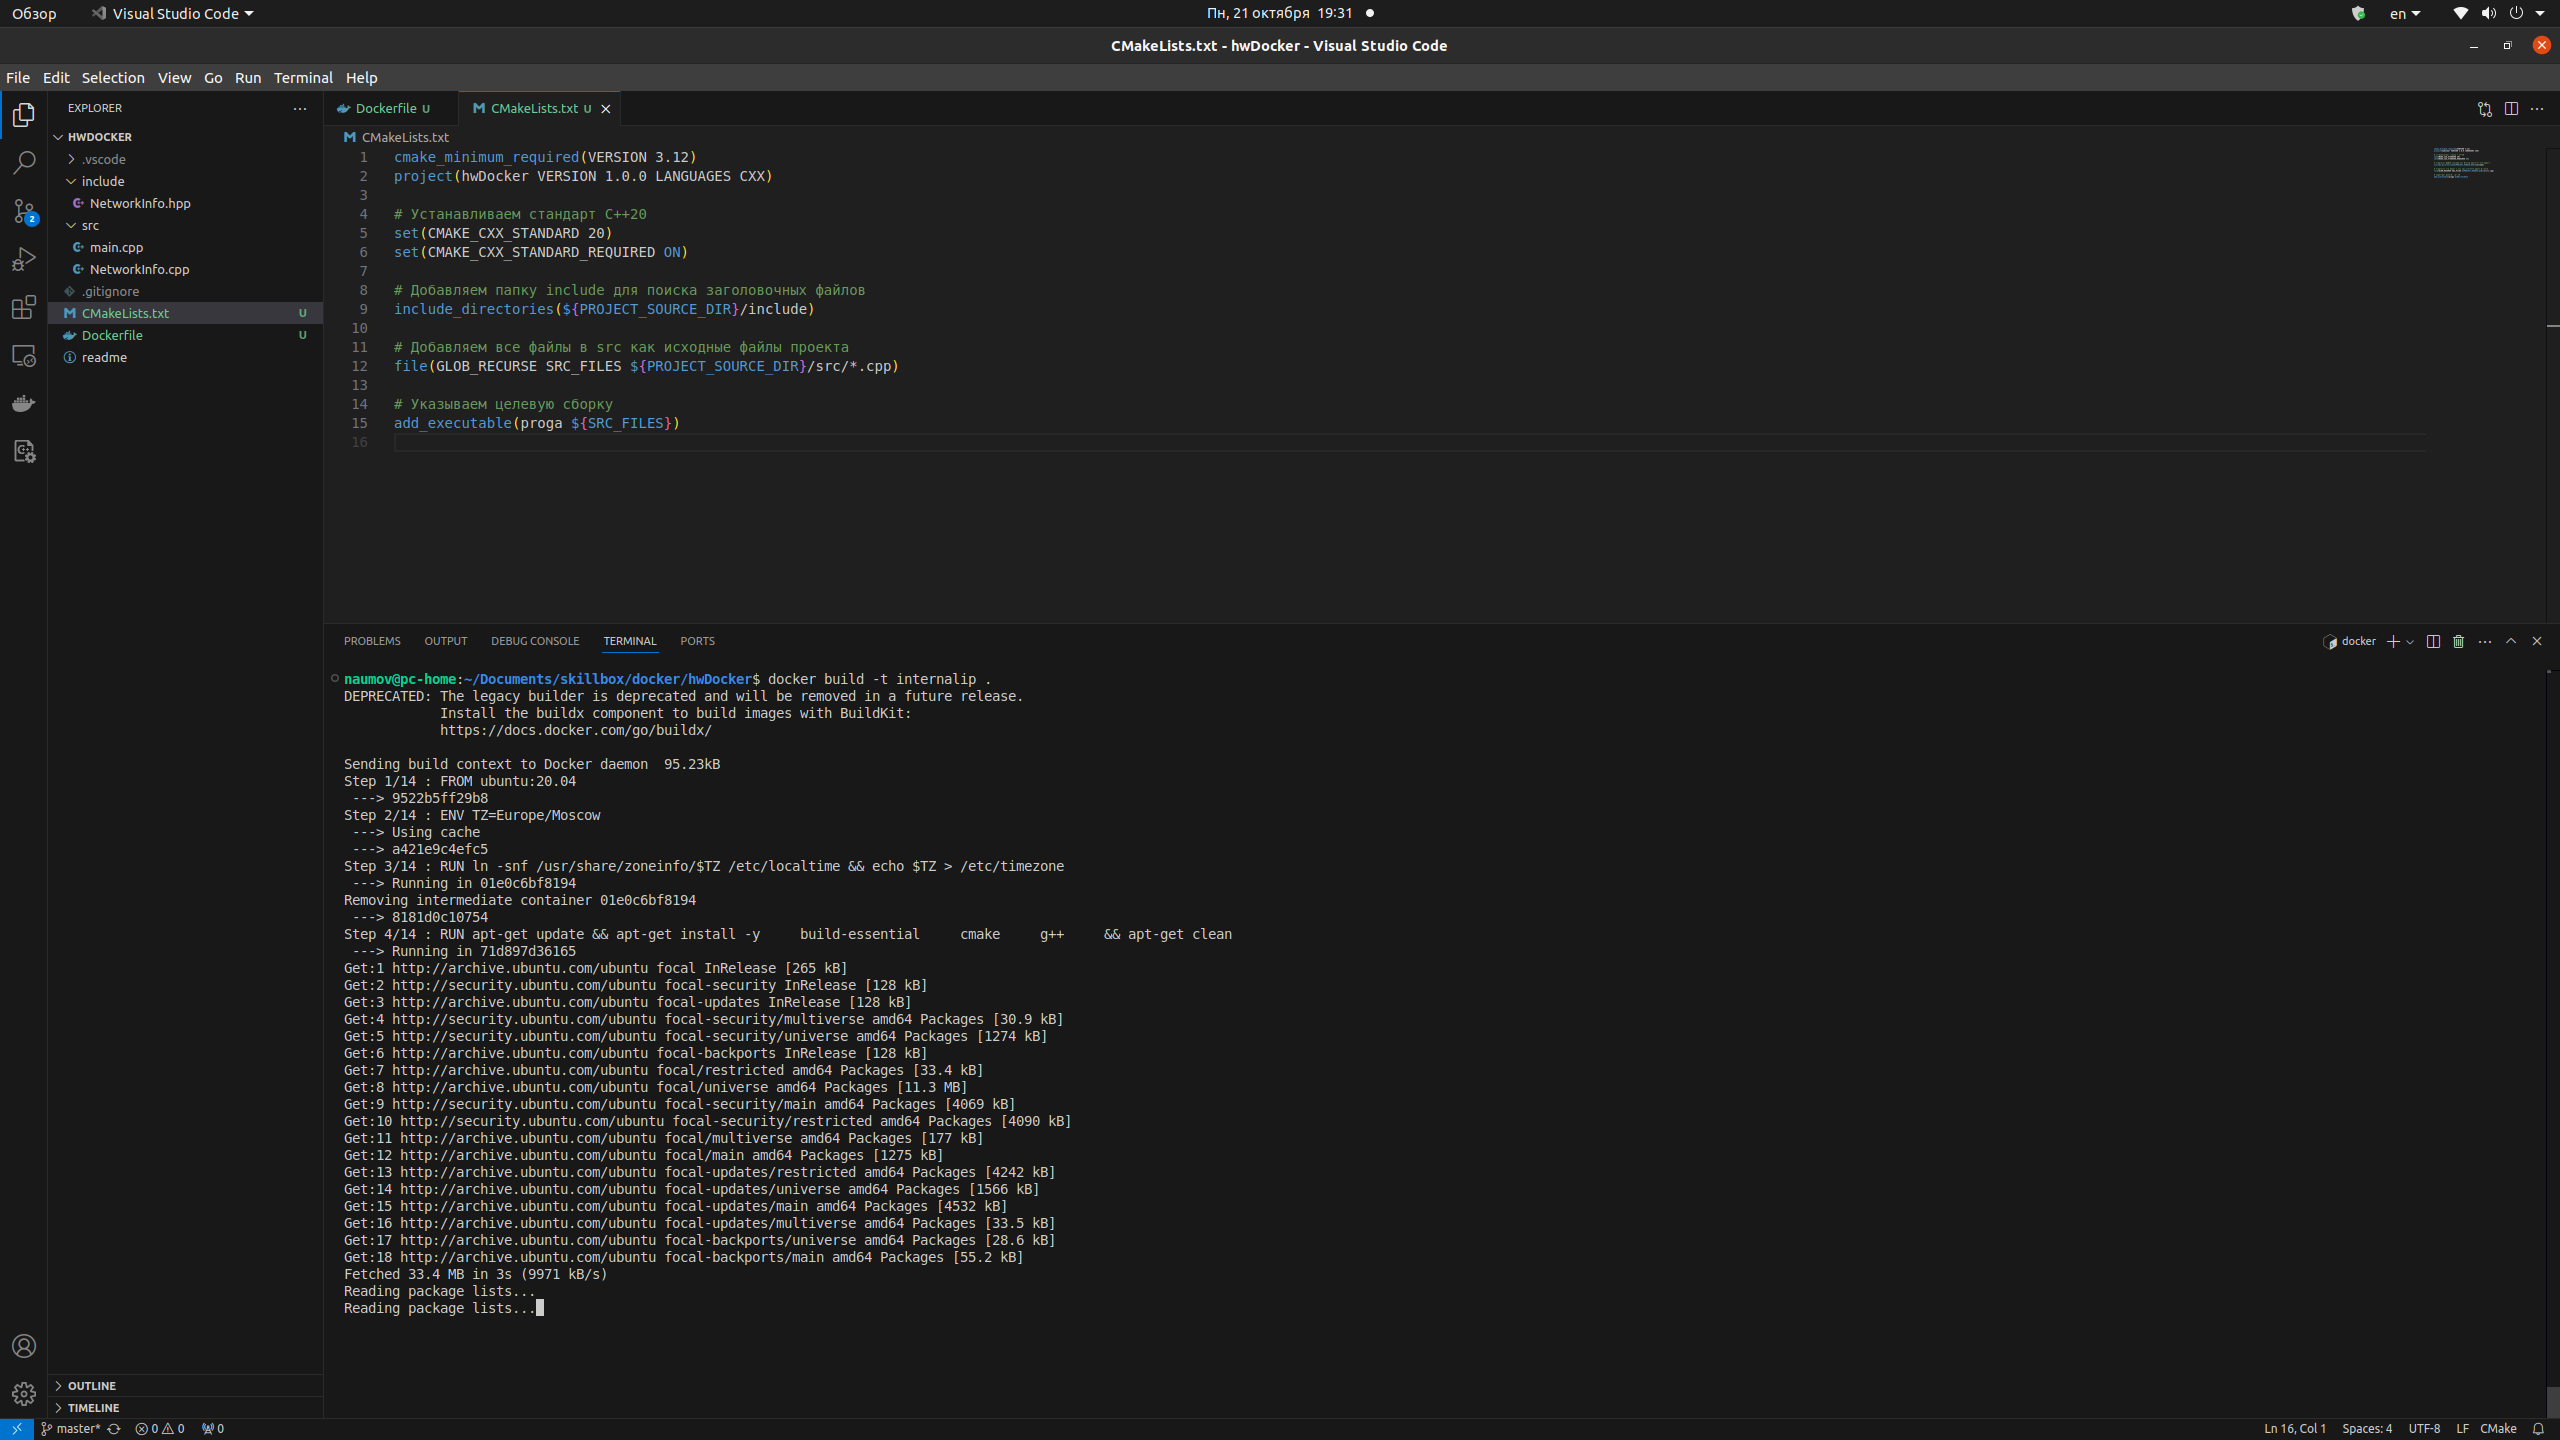 Обзор
Visual Studio Code
Пн, 21 октября 19:31
en
CMakeLists.txt - hwDocker - Visual Studio Code
File Edit Selection View Go Run Terminal Help
EXPLORER
HWDOCKER
.vscode
include
NetworkInfo.hpp
src
main.cpp
NetworkInfo.cpp
.gitignore
CMakeLists.txt U
Dockerfile U
readme
OUTLINE
TIMELINE
2
Dockerfile U
CMakeLists.txt U
CMakeLists.txt
1 cmake_minimum_required(VERSION 3.12)
2 project(hwDocker VERSION 1.0.0 LANGUAGES CXX)
3
4 # Устанавливаем стандарт C++20
5 set(CMAKE_CXX_STANDARD 20)
6 set(CMAKE_CXX_STANDARD_REQUIRED ON)
7
8 # Добавляем папку include для поиска заголовочных файлов
9 include_directories(${PROJECT_SOURCE_DIR}/include)
10
11 # Добавляем все файлы в src как исходные файлы проекта
12 file(GLOB_RECURSE SRC_FILES ${PROJECT_SOURCE_DIR}/src/*.cpp)
13
14 # Указываем целевую сборку
15 add_executable(proga ${SRC_FILES})
16
PROBLEMS OUTPUT DEBUG CONSOLE TERMINAL PORTS
docker
naumov@pc-home:~/Documents/skillbox/docker/hwDocker$ docker build -t internalip .
DEPRECATED: The legacy builder is deprecated and will be removed in a future release.
Install the buildx component to build images with BuildKit:
https://docs.docker.com/go/buildx/
Sending build context to Docker daemon  95.23kB
Step 1/14 : FROM ubuntu:20.04
---> 9522b5ff29b8
Step 2/14 : ENV TZ=Europe/Moscow
---> Using cache
---> a421e9c4efc5
Step 3/14 : RUN ln -snf /usr/share/zoneinfo/$TZ /etc/localtime && echo $TZ > /etc/timezone
---> Running in 01e0c6bf8194
Removing intermediate container 01e0c6bf8194
---> 8181d0c10754
Step 4/14 : RUN apt-get update && apt-get install -y     build-essential     cmake     g++     && apt-get clean
---> Running in 71d897d36165
Get:1 http://archive.ubuntu.com/ubuntu focal InRelease [265 kB]
Get:2 http://security.ubuntu.com/ubuntu focal-security InRelease [128 kB]
Get:3 http://archive.ubuntu.com/ubuntu focal-updates InRelease [128 kB]
Get:4 http://security.ubuntu.com/ubuntu focal-security/multiverse amd64 Packages [30.9 kB]
Get:5 http://security.ubuntu.com/ubuntu focal-security/universe amd64 Packages [1274 kB]
Get:6 http://archive.ubuntu.com/ubuntu focal-backports InRelease [128 kB]
Get:7 http://archive.ubuntu.com/ubuntu focal/restricted amd64 Packages [33.4 kB]
Get:8 http://archive.ubuntu.com/ubuntu focal/universe amd64 Packages [11.3 MB]
Get:9 http://security.ubuntu.com/ubuntu focal-security/main amd64 Packages [4069 kB]
Get:10 http://security.ubuntu.com/ubuntu focal-security/restricted amd64 Packages [4090 kB]
Get:11 http://archive.ubuntu.com/ubuntu focal/multiverse amd64 Packages [177 kB]
Get:12 http://archive.ubuntu.com/ubuntu focal/main amd64 Packages [1275 kB]
Get:13 http://archive.ubuntu.com/ubuntu focal-updates/restricted amd64 Packages [4242 kB]
Get:14 http://archive.ubuntu.com/ubuntu focal-updates/universe amd64 Packages [1566 kB]
Get:15 http://archive.ubuntu.com/ubuntu focal-updates/main amd64 Packages [4532 kB]
Get:16 http://archive.ubuntu.com/ubuntu focal-updates/multiverse amd64 Packages [33.5 kB]
Get:17 http://archive.ubuntu.com/ubuntu focal-backports/universe amd64 Packages [28.6 kB]
Get:18 http://archive.ubuntu.com/ubuntu focal-backports/main amd64 Packages [55.2 kB]
Fetched 33.4 MB in 3s (9971 kB/s)
Reading package lists...
Reading package lists...
master* 0 0 0
Ln 16, Col 1 Spaces: 4 UTF-8 LF CMake